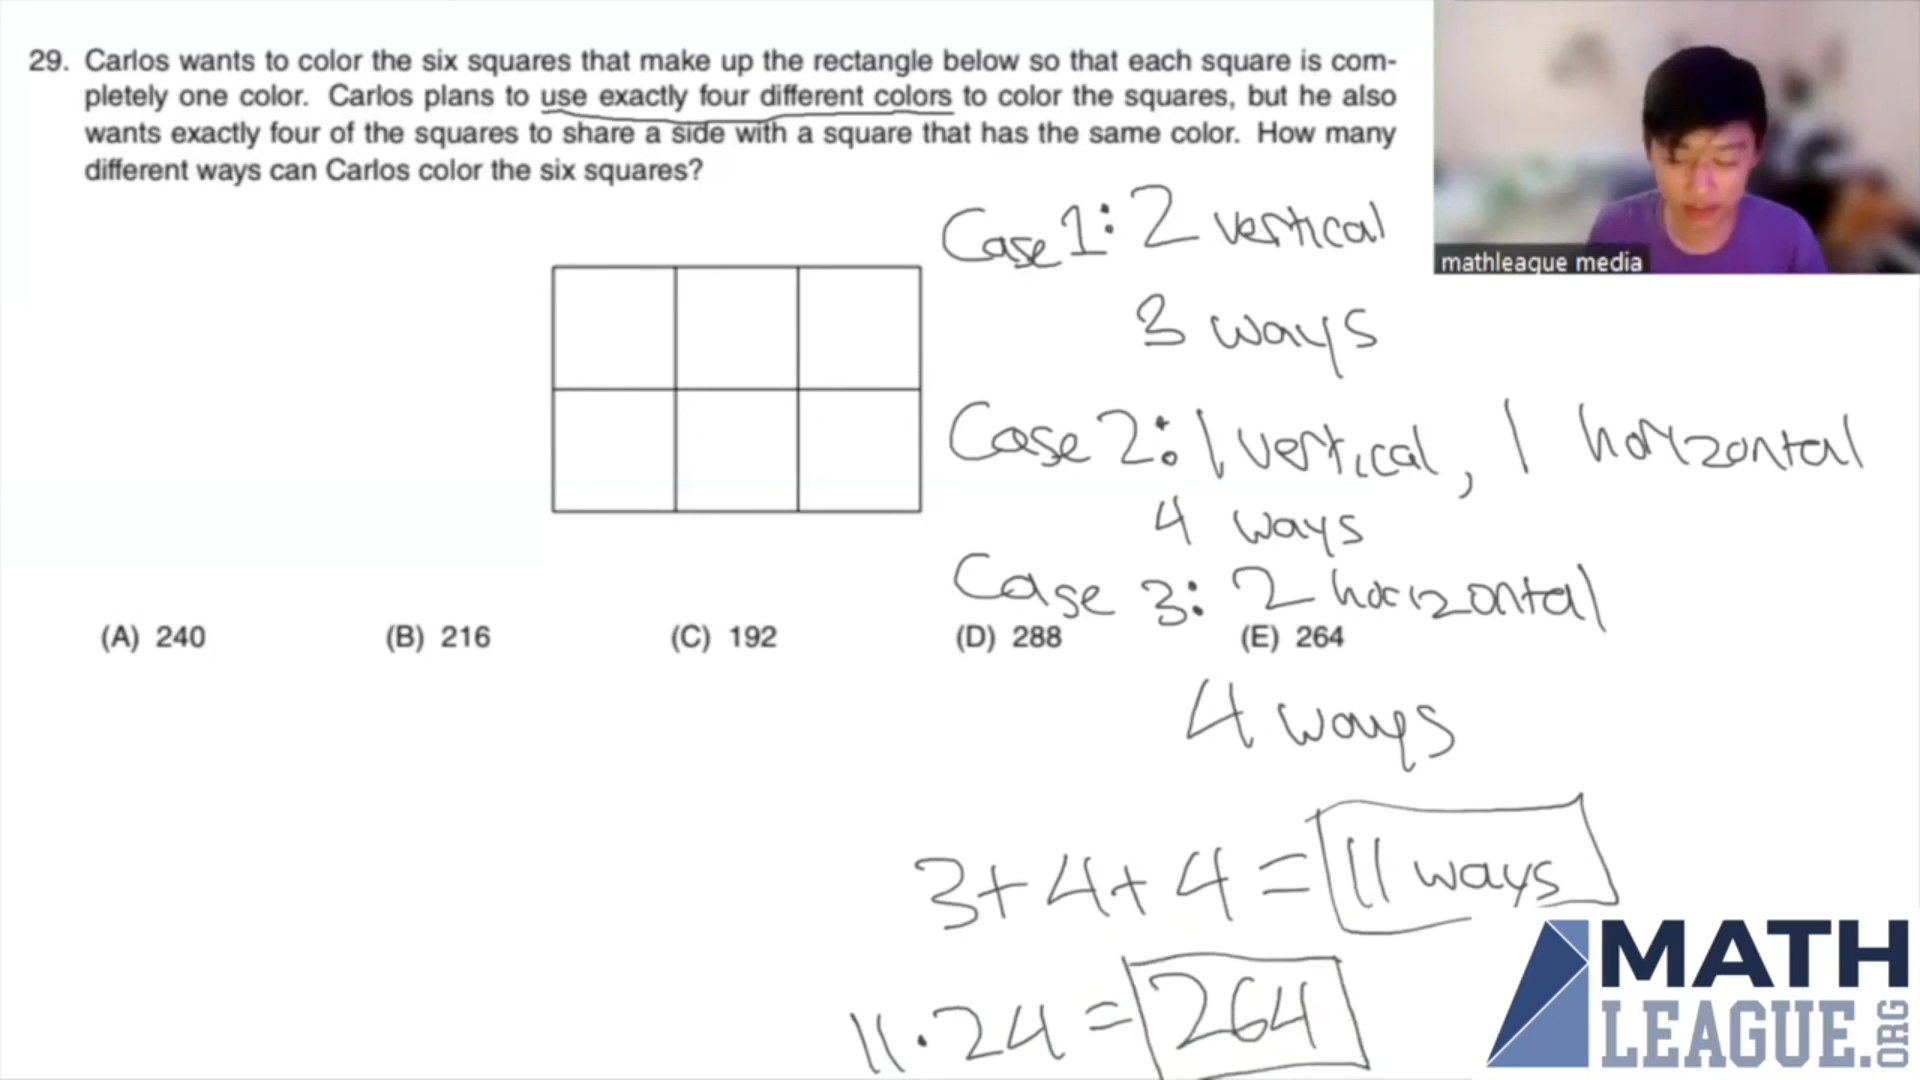 29. Carlos wants to color the six squares that make up the rectangle below so that each square is com-
pletely one color. Carlos plans to use exactly four different colors to color the squares, but he also
wants exactly four of the squares to share a side with a square that has the same color. How many
different ways can Carlos color the six squares?
mathleague media
Case 1: 2 vertical
3 ways
Case 2: 1 vertical, 1 horizontal
4 ways
Case 3: 2 horizontal
(A) 240 (B) 216 (C) 192 (D) 288 (E) 264
4 ways
3+4+4= 11 ways
11·24= 264
MATH
LEAGUE.ORG